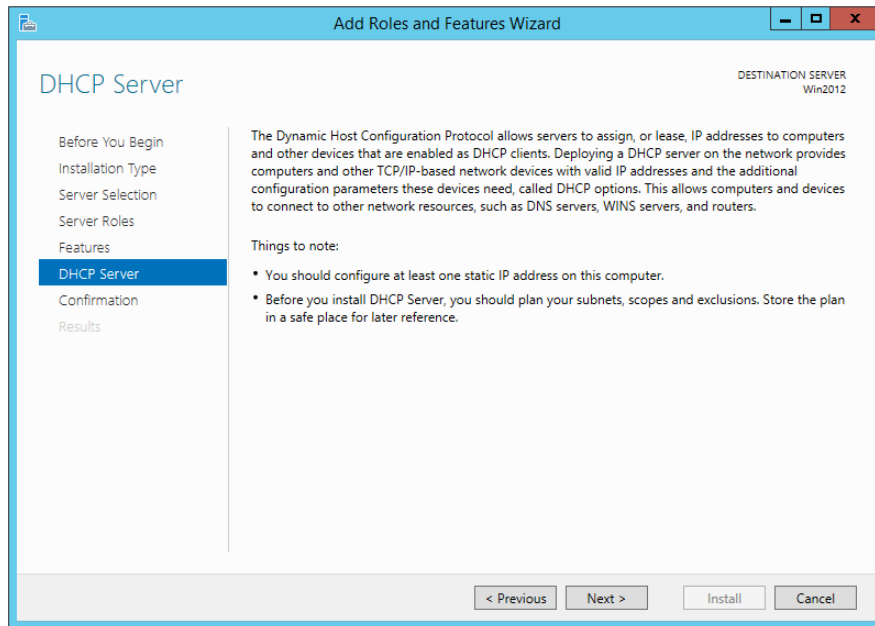 Add Roles and Features Wizard
DHCP Server
DESTINATION SERVER
Win2012
Before You Begin
Installation Type
Server Selection
Server Roles
Features
DHCP Server
Confirmation
Results
The Dynamic Host Configuration Protocol allows servers to assign, or lease, IP addresses to computers
and other devices that are enabled as DHCP clients. Deploying a DHCP server on the network provides
computers and other TCP/IP-based network devices with valid IP addresses and the additional
configuration parameters these devices need, called DHCP options. This allows computers and devices
to connect to other network resources, such as DNS servers, WINS servers, and routers.
Things to note:
• You should configure at least one static IP address on this computer.
• Before you install DHCP Server, you should plan your subnets, scopes and exclusions. Store the plan
in a safe place for later reference.
< Previous
Next >
Install
Cancel